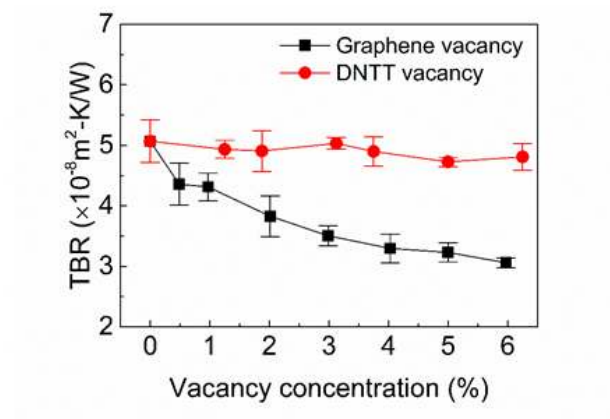 7
6
5
4
3
2
TBR (×10⁻⁸m²-K/W)
Graphene vacancy
DNTT vacancy
0 1 2 3 4 5 6
Vacancy concentration (%)